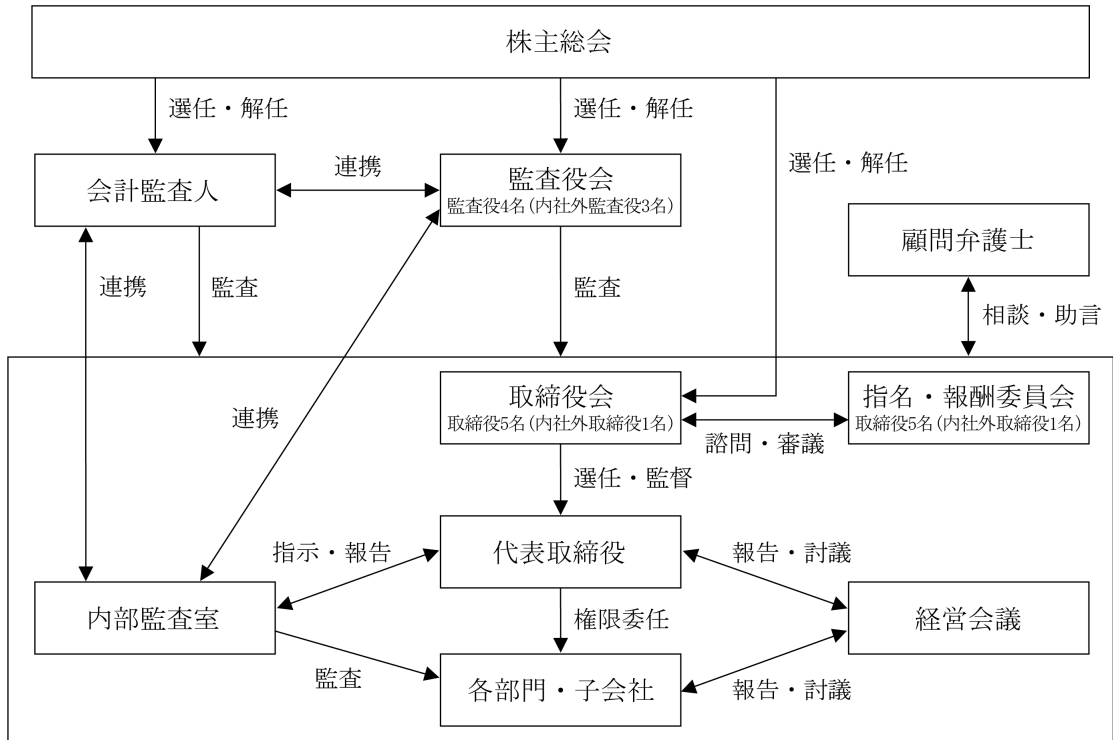 株主総会
選任・解任
選任・解任
選任・解任
会計監査人
連携
監査役会
監査役4名(内社外監査役3名)
顧問弁護士
連携
監査
監査
相談・助言
取締役会
取締役5名(内社外取締役1名)
指名・報酬委員会
取締役5名(内社外取締役1名)
連携
諮問・審議
選任・監督
指示・報告
代表取締役
報告・討議
内部監査室
権限委任
経営会議
監査
各部門・子会社
報告・討議